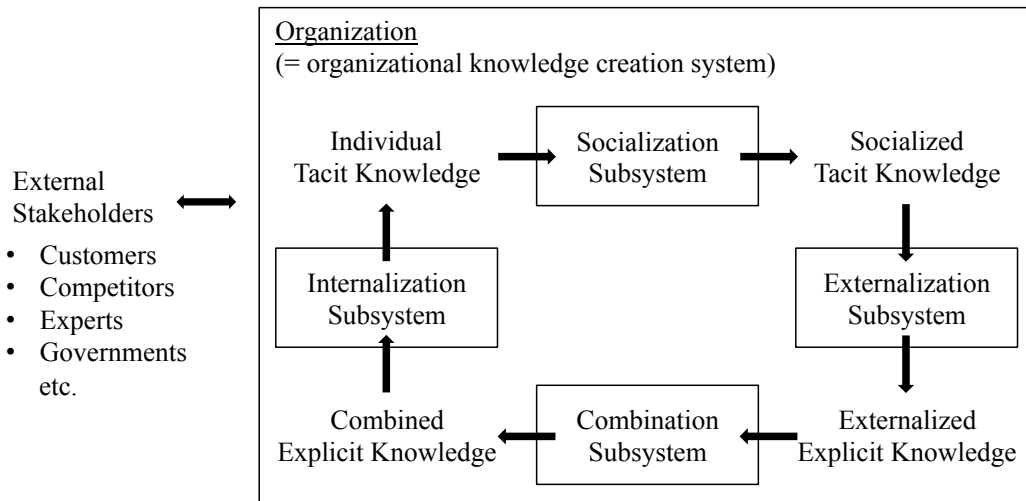 Organization
(= organizational knowledge creation system)
Individual
Tacit Knowledge
Socialization
Subsystem
Socialized
Tacit Knowledge
External
Stakeholders
• Customers
• Competitors
• Experts
• Governments
etc.
Internalization
Subsystem
Externalization
Subsystem
Combined
Explicit Knowledge
Combination
Subsystem
Externalized
Explicit Knowledge